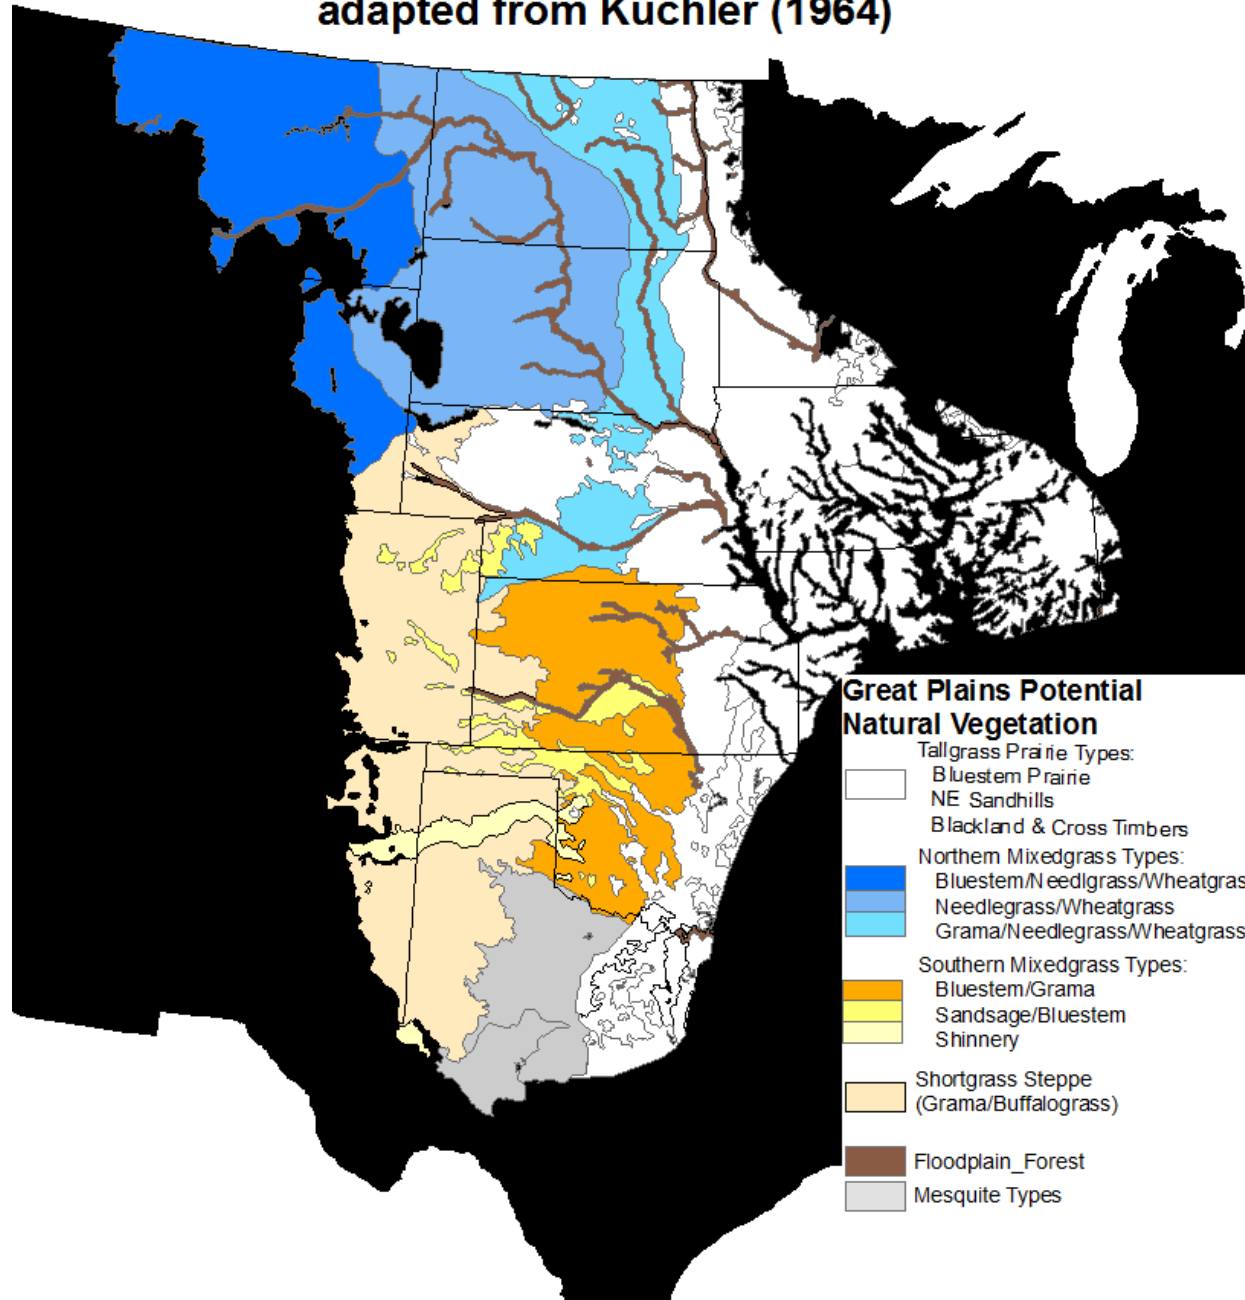 adapted from Kuchler (1964)
Great Plains Potential
Natural Vegetation
Tallgrass Prairie Types:
Bluestem Prairie
NE Sandhills
Blackland & Cross Timbers
Northern Mixedgrass Types:
Bluestem/Needlgrass/Wheatgras
Needlegrass/Wheatgrass
Grama/Needlegrass/Wheatgrass
Southern Mixedgrass Types:
Bluestem/Grama
Sandsage/Bluestem
Shinnery
Shortgrass Steppe
(Grama/Buffalograss)
Floodplain_Forest
Mesquite Types